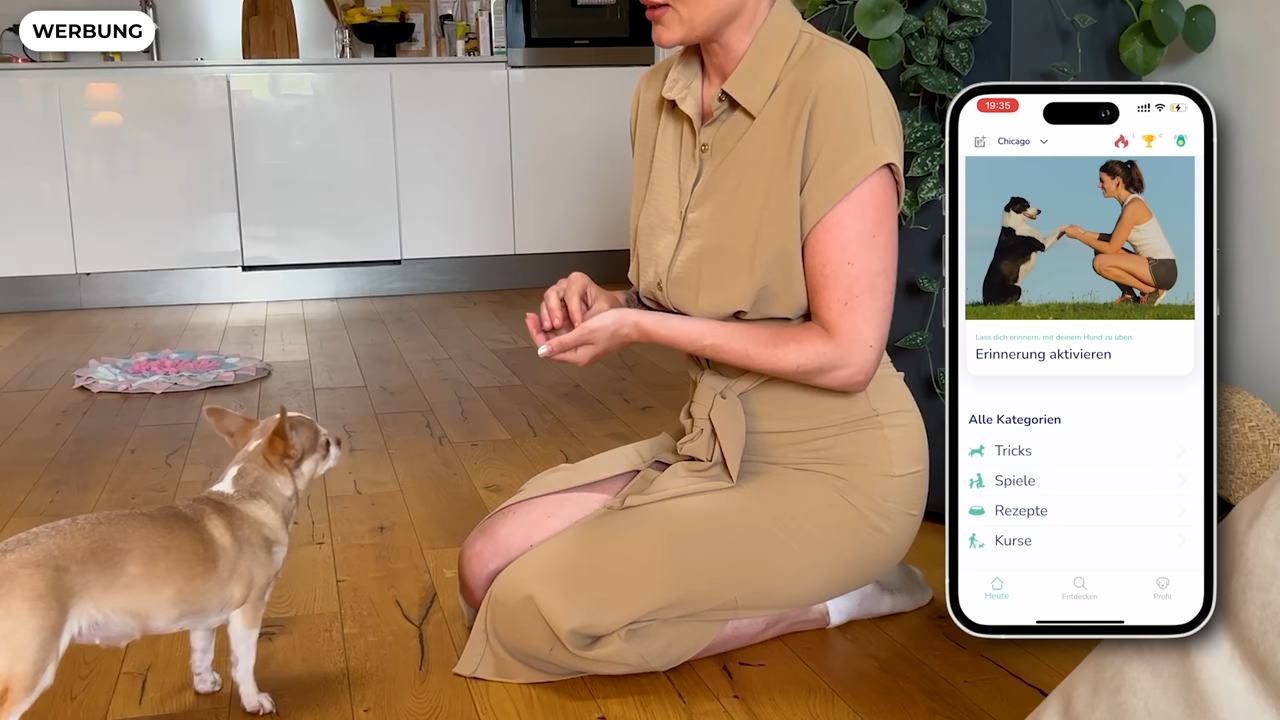 WERBUNG
19:35
Chicago
Lass dich erinnern, mit deinem Hund zu üben.
Erinnerung aktivieren
Alle Kategorien
Tricks
Spiele
Rezepte
Kurse
Heute
Entdecken
Profil